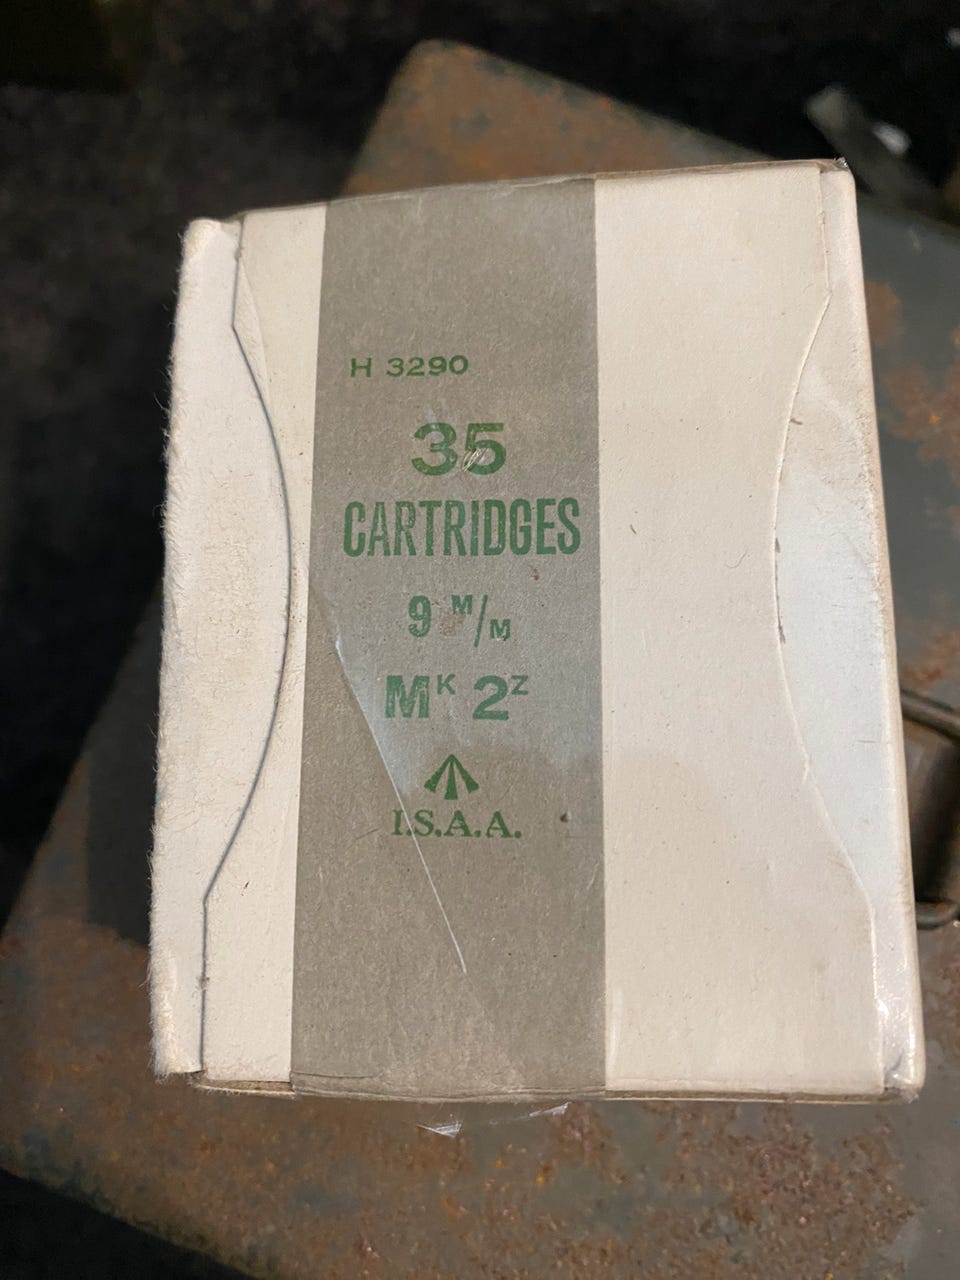 H 3290
35
CARTRIDGES
9 M/M
MK 2Z
I.S.A.A.